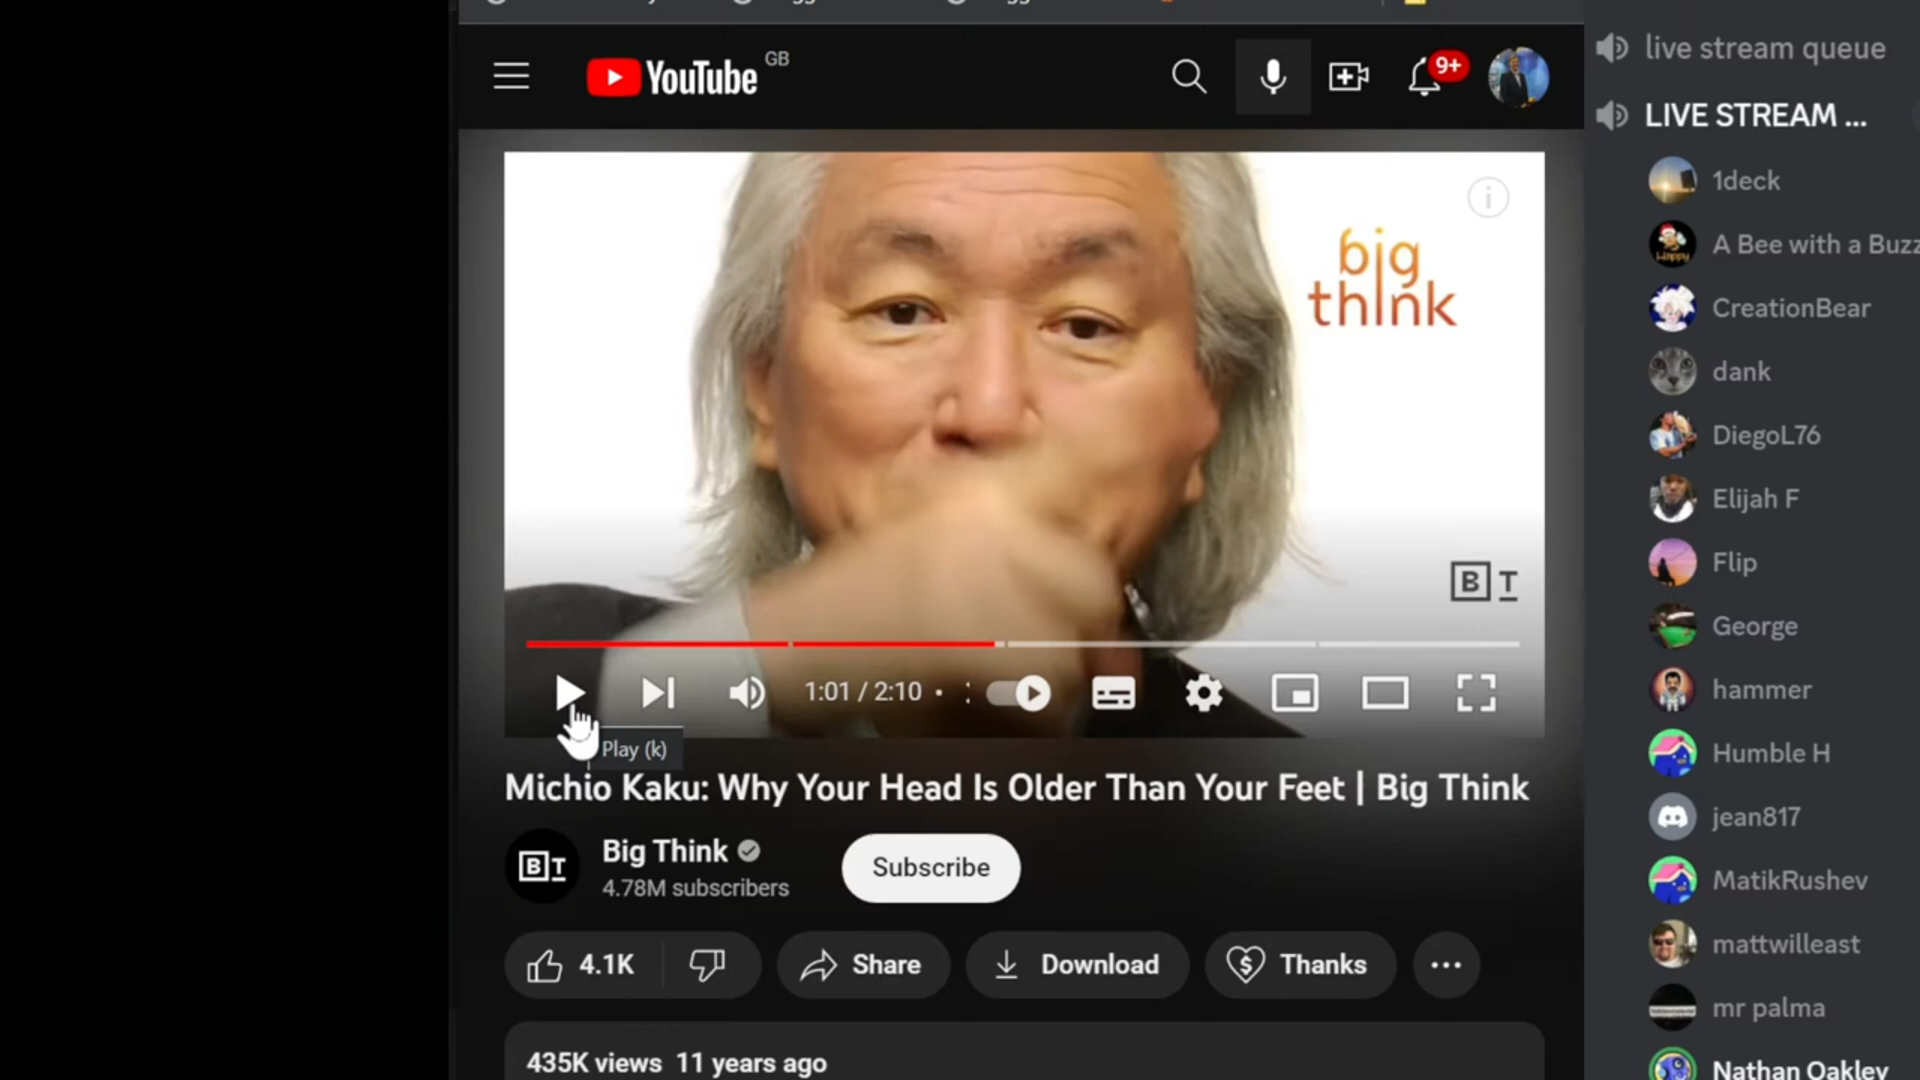 YouTube GB
9+
live stream queue
LIVE STREAM ...
big
think
B T
1:01 / 2:10 •
Play (k)
Michio Kaku: Why Your Head Is Older Than Your Feet | Big Think
BT
Big Think
4.78M subscribers
Subscribe
4.1K
Share
Download
Thanks
435K views 11 years ago
1deck
A Bee with a Buzz
CreationBear
dank
DiegoL76
Elijah F
Flip
George
hammer
Humble H
jean817
MatikRushev
mattwilleast
mr palma
Nathan Oakley